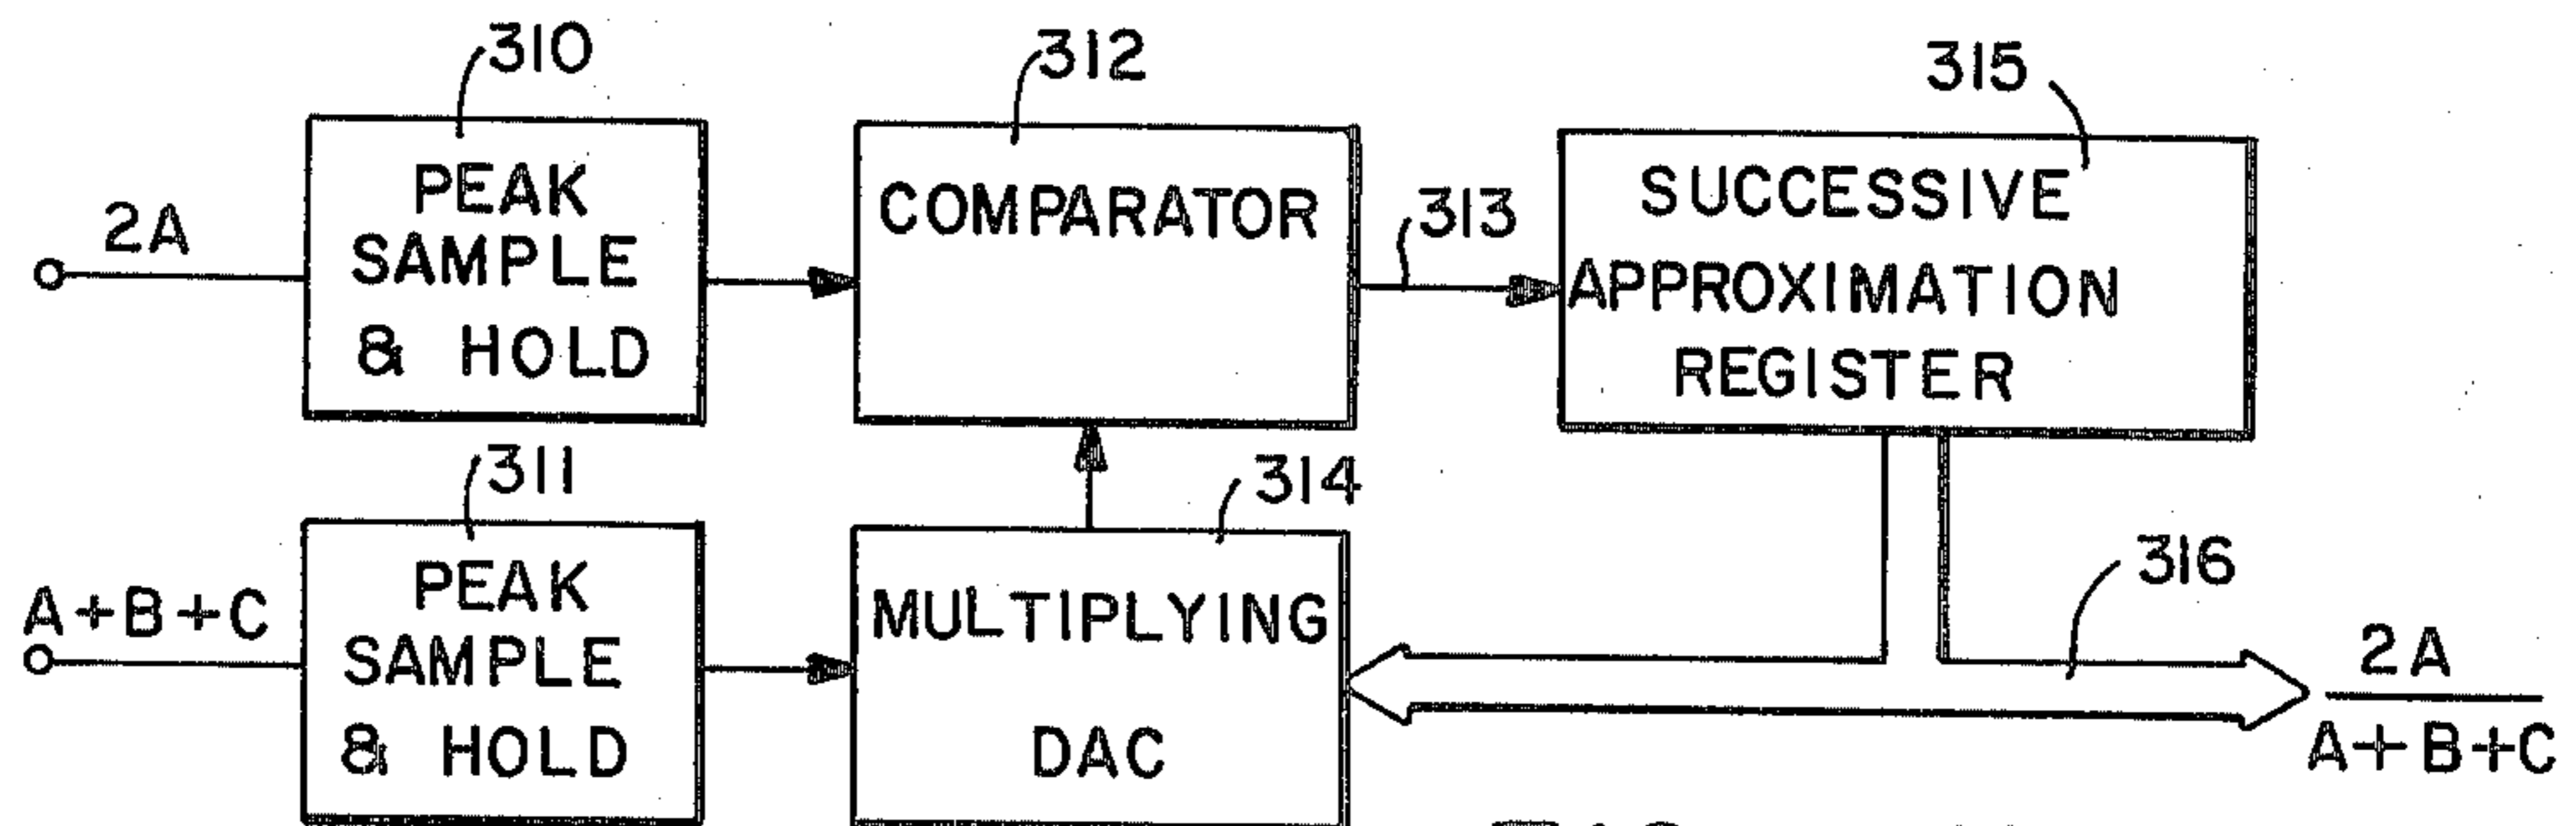 310
312
315
2A
PEAK
SAMPLE
& HOLD
COMPARATOR
313
SUCCESSIVE
APPROXIMATION
REGISTER
311
314
316
A+B+C
PEAK
SAMPLE
& HOLD
MULTIPLYING
DAC
2A
A+B+C